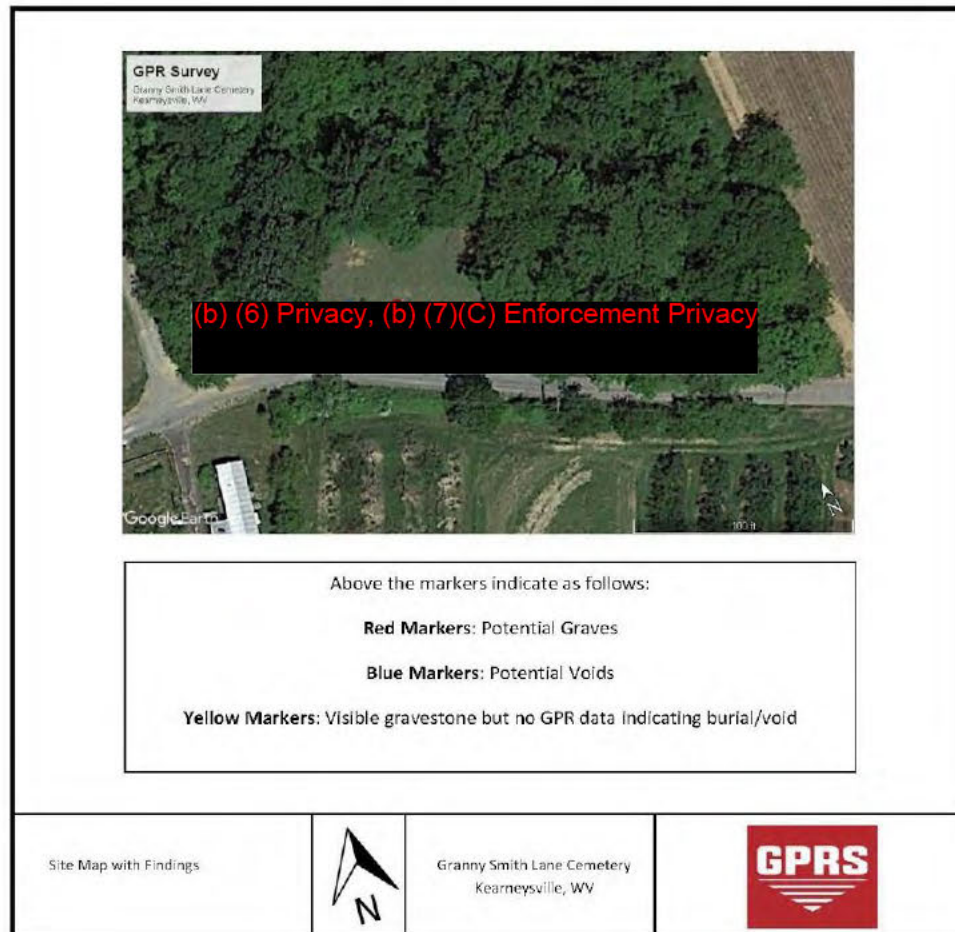 GPR Survey
Granny Smith Lane Cemetery
Kearneysville, WV
(b) (6) Privacy, (b) (7)(C) Enforcement Privacy
Google Earth
N
100 ft
Above the markers indicate as follows:
Red Markers: Potential Graves
Blue Markers: Potential Voids
Yellow Markers: Visible gravestone but no GPR data indicating burial/void
Site Map with Findings
N
Granny Smith Lane Cemetery
Kearneysville, WV
GPRS